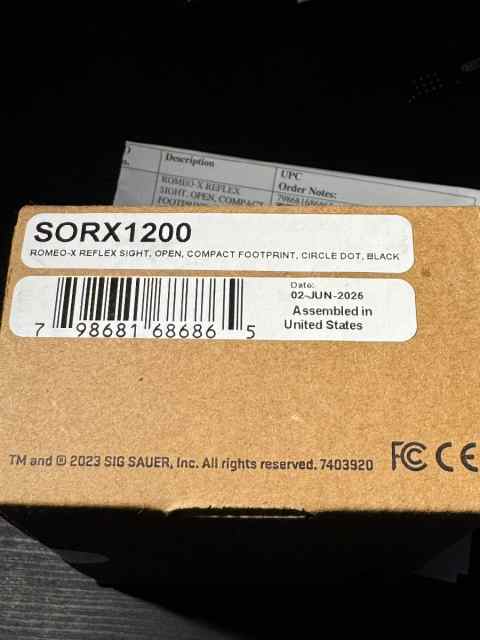 Description
UPC
Order Notes:
ROMEO-X REFLEX
SIGHT, OPEN, COMPACT
SORX1200
ROMEO-X REFLEX SIGHT, OPEN, COMPACT FOOTPRINT, CIRCLE DOT, BLACK
Date:
02-JUN-2025
Assembled in
United States
7 98681 68686 5
TM and ® 2023 SIG SAUER, Inc. All rights reserved. 7403920 FC CE